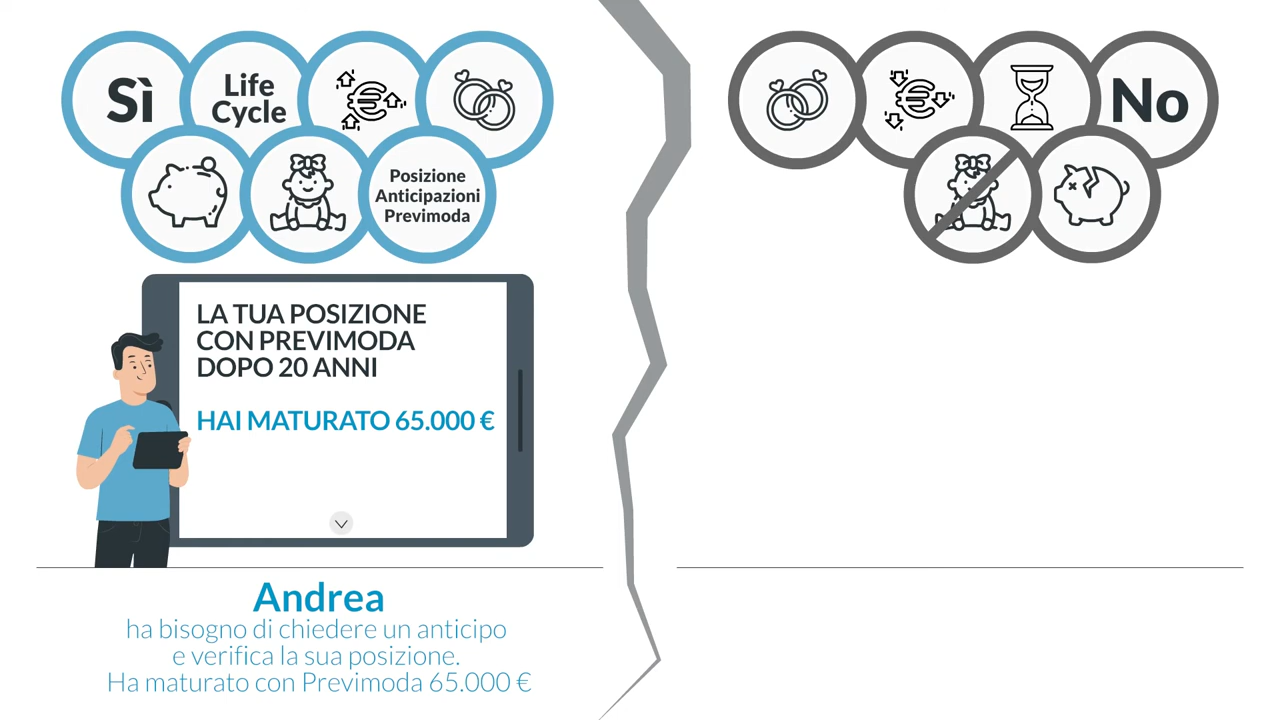 Sì
Life
Cycle
Posizione
Anticipazioni
Previmoda
No
LA TUA POSIZIONE
CON PREVIMODA
DOPO 20 ANNI
HAI MATURATO 65.000 €
Andrea
ha bisogno di chiedere un anticipo
e verifica la sua posizione.
Ha maturato con Previmoda 65.000 €